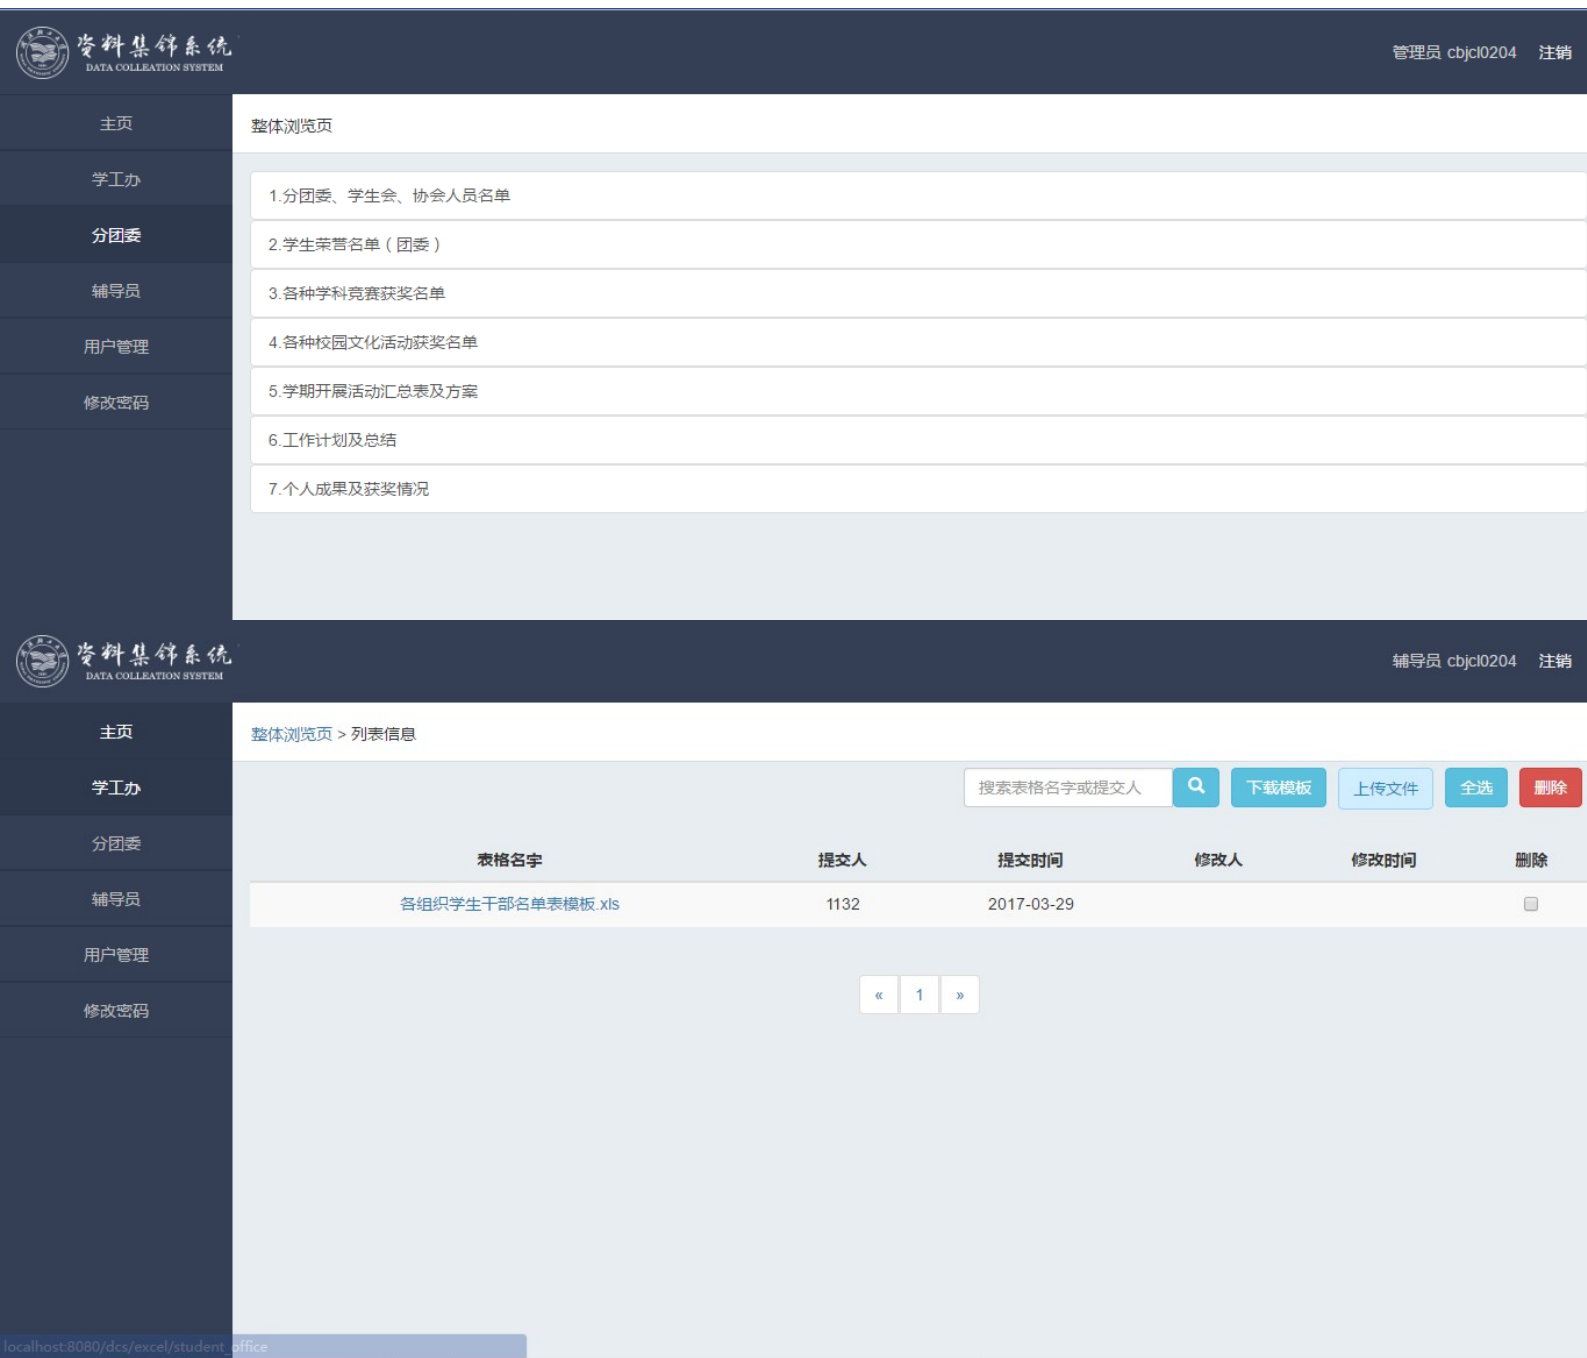 资料集锦系统
DATA COLLEATION SYSTEM
管理员 cbjcl0204 注销
主页
学工办
分团委
辅导员
用户管理
修改密码
整体浏览页
1.分团委、学生会、协会人员名单
2.学生荣誉名单（团委）
3.各种学科竞赛获奖名单
4.各种校园文化活动获奖名单
5.学期开展活动汇总表及方案
6.工作计划及总结
7.个人成果及获奖情况
资料集锦系统
DATA COLLEATION SYSTEM
辅导员 cbjcl0204 注销
主页
学工办
分团委
辅导员
用户管理
修改密码
整体浏览页 > 列表信息
搜索表格名字或提交人 下载模板 上传文件 全选 删除
表格名字 提交人 提交时间 修改人 修改时间 删除
各组织学生干部名单表模板.xls 1132 2017-03-29
« 1 »
localhost:8080/dcs/excel/student_office